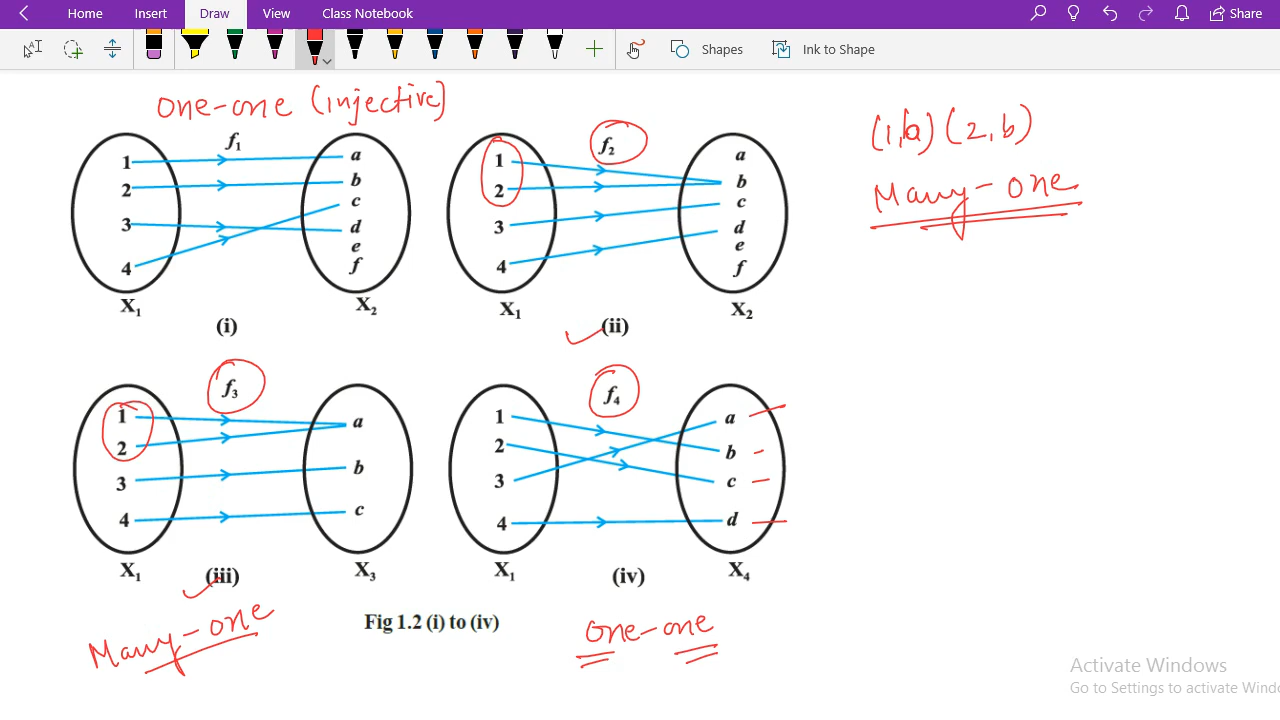 Home Insert Draw View Class Notebook Share
Shapes Ink to Shape
one-one (injective)
f1
1
2
3
4
X1
a
b
c
d
e
f
X2
(i)
f2
1
2
3
4
X1
a
b
c
d
e
f
X2
(ii)
(1,a) (2,b)
Many-one
f3
1
2
3
4
X1
a
b
c
X3
(iii)
Many-one
f4
1
2
3
4
X1
a
b
c
d
X4
(iv)
one-one
Fig 1.2 (i) to (iv)
Activate Windows
Go to Settings to activate Wind